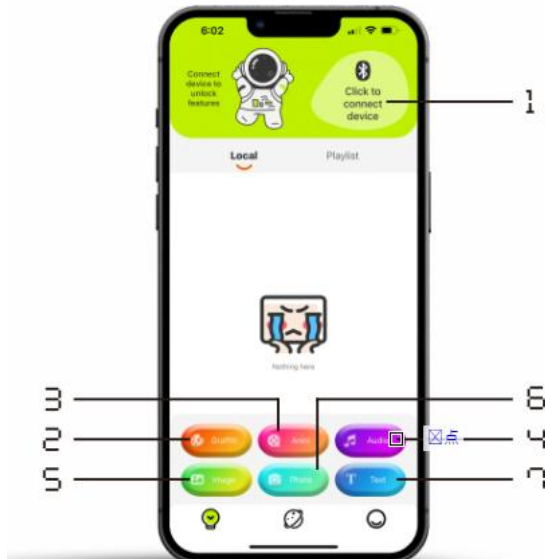 6:02
Connect
device to
unlock
features
Click to
connect
device
1
Local
Playlist
Nothing here
3
6
2
Graffiti
Anim
Audio
点
4
5
Image
Photo
T Text
7